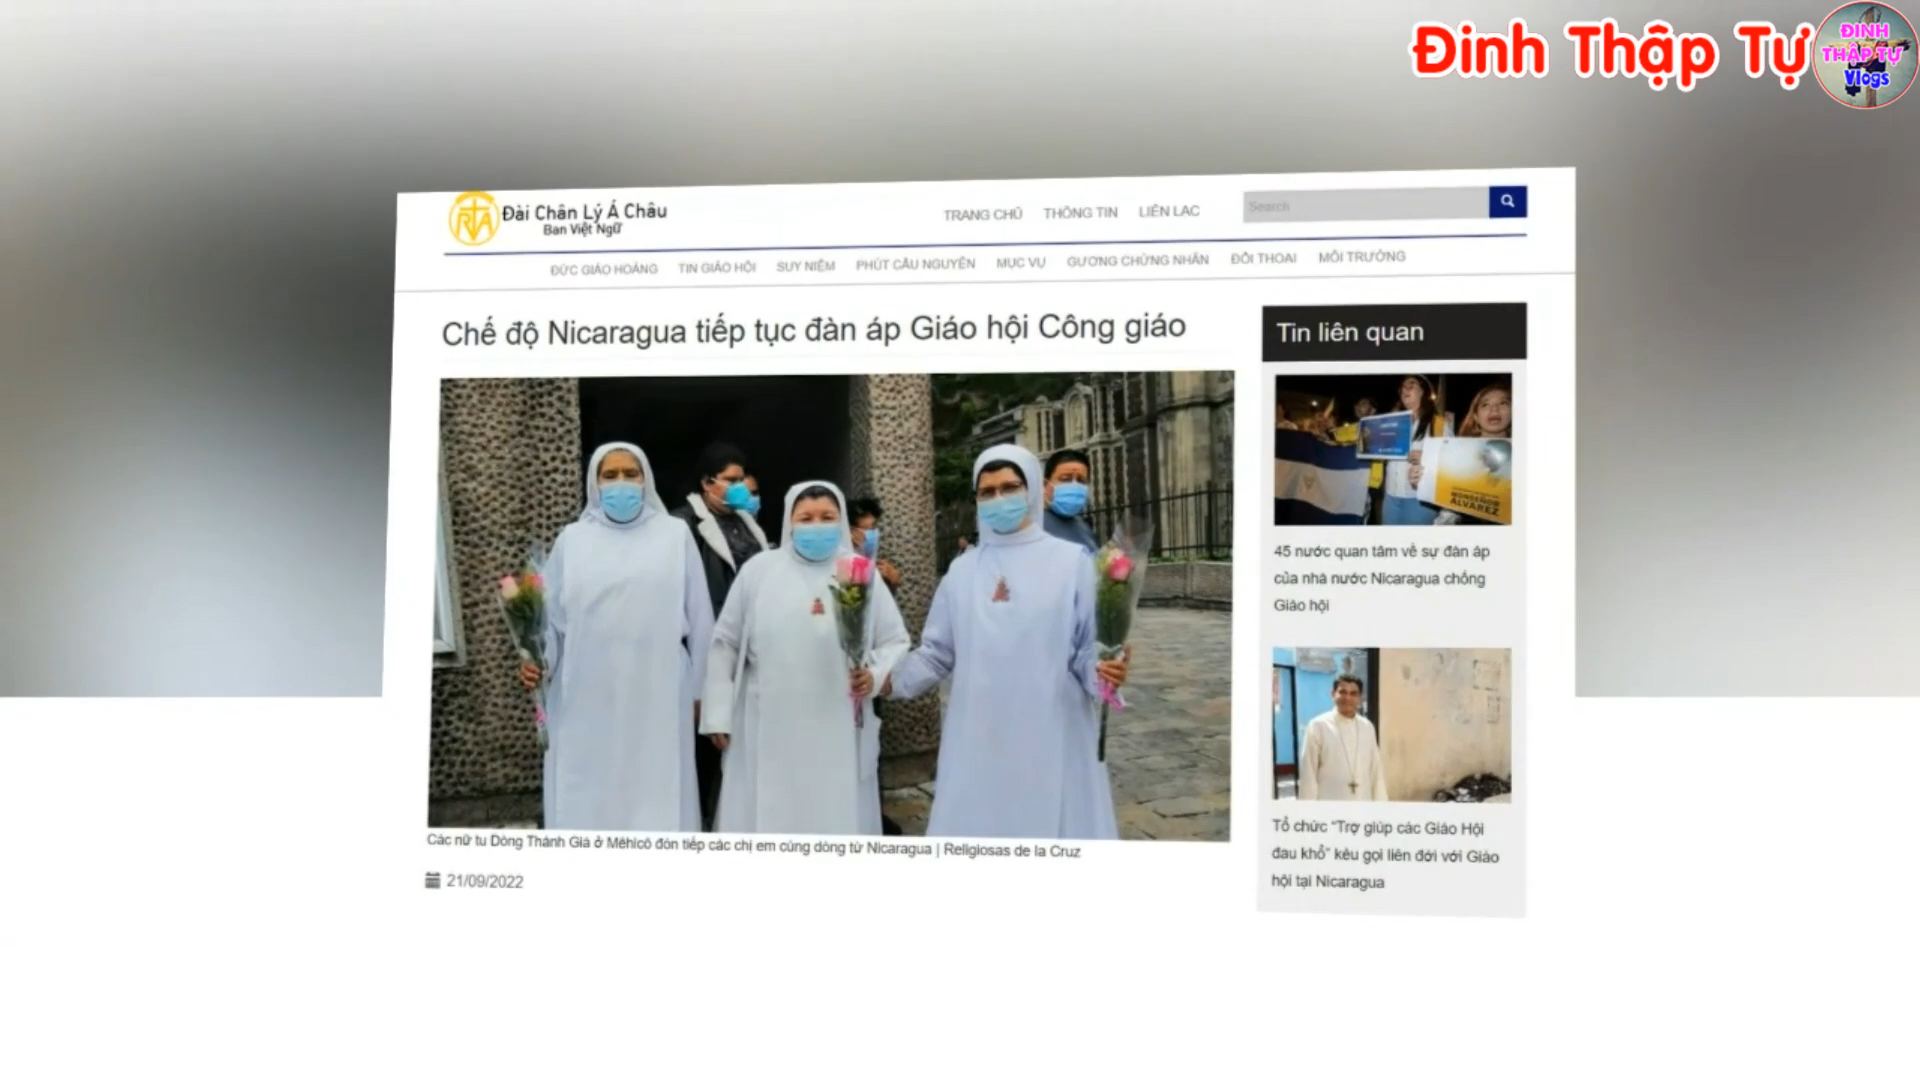 Đinh Thập Tự
ĐINH
THẬP TỰ
Vlogs
Đài Chân Lý Á Châu
Ban Việt Ngữ
TRANG CHỦ THÔNG TIN LIÊN LẠC
Search
ĐỨC GIÁO HOÀNG TIN GIÁO HỘI SUY NIỆM PHÚT CẦU NGUYỆN MỤC VỤ GƯƠNG CHỨNG NHÂN ĐỐI THOẠI MÔI TRƯỜNG
Chế độ Nicaragua tiếp tục đàn áp Giáo hội Công giáo
Các nữ tu Dòng Thánh Giá ở Mêhicô đón tiếp các chị em cùng dòng từ Nicaragua | Religiosas de la Cruz
21/09/2022
Tin liên quan
MONSEÑOR
ALVAREZ
45 nước quan tâm về sự đàn áp
của nhà nước Nicaragua chống
Giáo hội
Tổ chức “Trợ giúp các Giáo Hội
đau khổ” kêu gọi liên đới với Giáo
hội tại Nicaragua